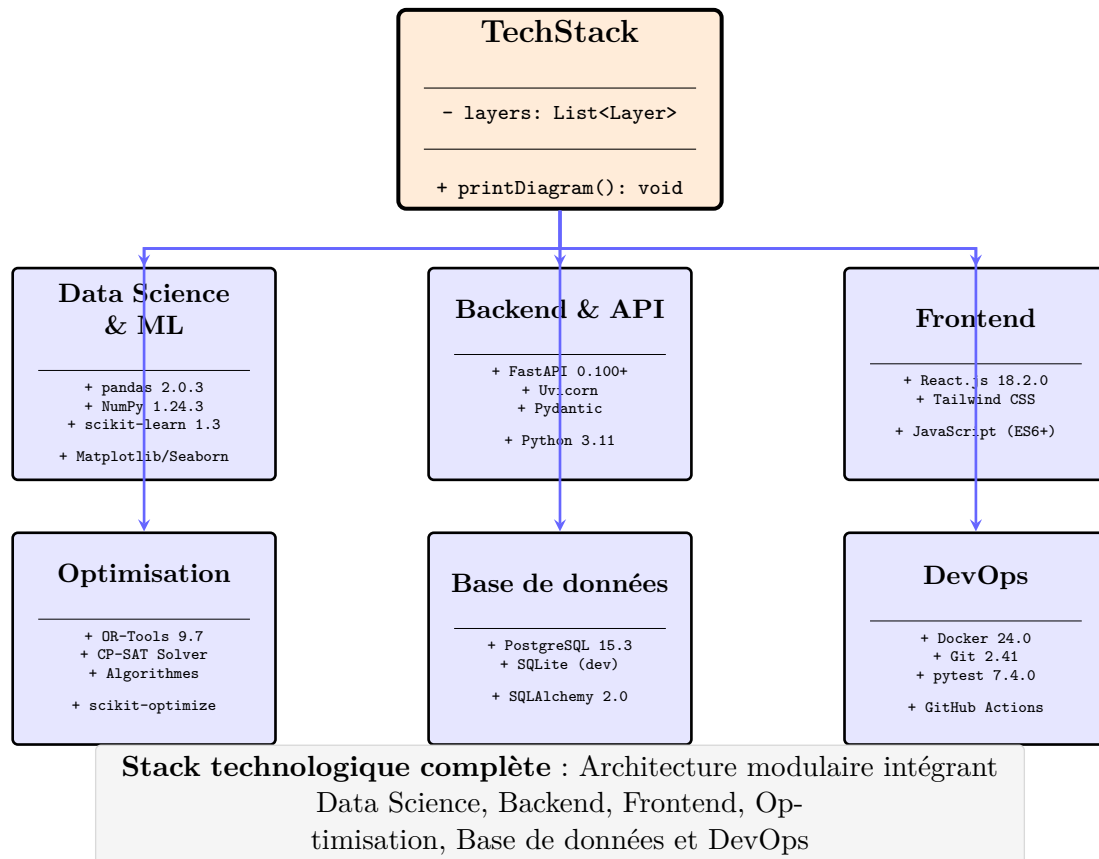 TechStack
- layers: List<Layer>
+ printDiagram(): void
Data Science
& ML
+ pandas 2.0.3
+ NumPy 1.24.3
+ scikit-learn 1.3
+ Matplotlib/Seaborn
Backend & API
+ FastAPI 0.100+
+ Uvicorn
+ Pydantic
+ Python 3.11
Frontend
+ React.js 18.2.0
+ Tailwind CSS
+ JavaScript (ES6+)
Optimisation
+ OR-Tools 9.7
+ CP-SAT Solver
+ Algorithmes
+ scikit-optimize
Base de données
+ PostgreSQL 15.3
+ SQLite (dev)
+ SQLAlchemy 2.0
DevOps
+ Docker 24.0
+ Git 2.41
+ pytest 7.4.0
+ GitHub Actions
Stack technologique complète : Architecture modulaire intégrant
Data Science, Backend, Frontend, Op-
timisation, Base de données et DevOps